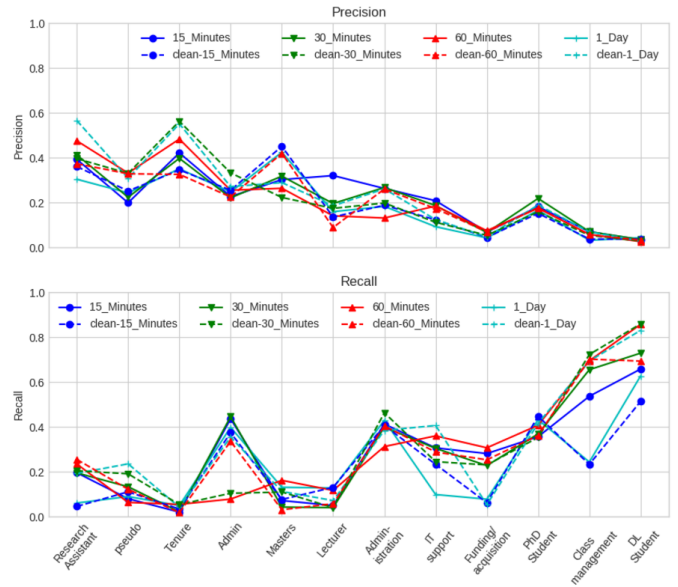 Precision
1.0
0.8
0.6
0.4
0.2
0.0
Precision
15_Minutes 30_Minutes 60_Minutes 1_Day
clean-15_Minutes clean-30_Minutes clean-60_Minutes clean-1_Day
Recall
1.0
0.8
0.6
0.4
0.2
0.0
Recall
15_Minutes 30_Minutes 60_Minutes 1_Day
clean-15_Minutes clean-30_Minutes clean-60_Minutes clean-1_Day
Research
Assistant
pseudo
Tenure
Admin
Masters
Lecturer
Admin-
istration
IT
support
Funding/
acquisition
PhD
Student
Class
management
DL
Student